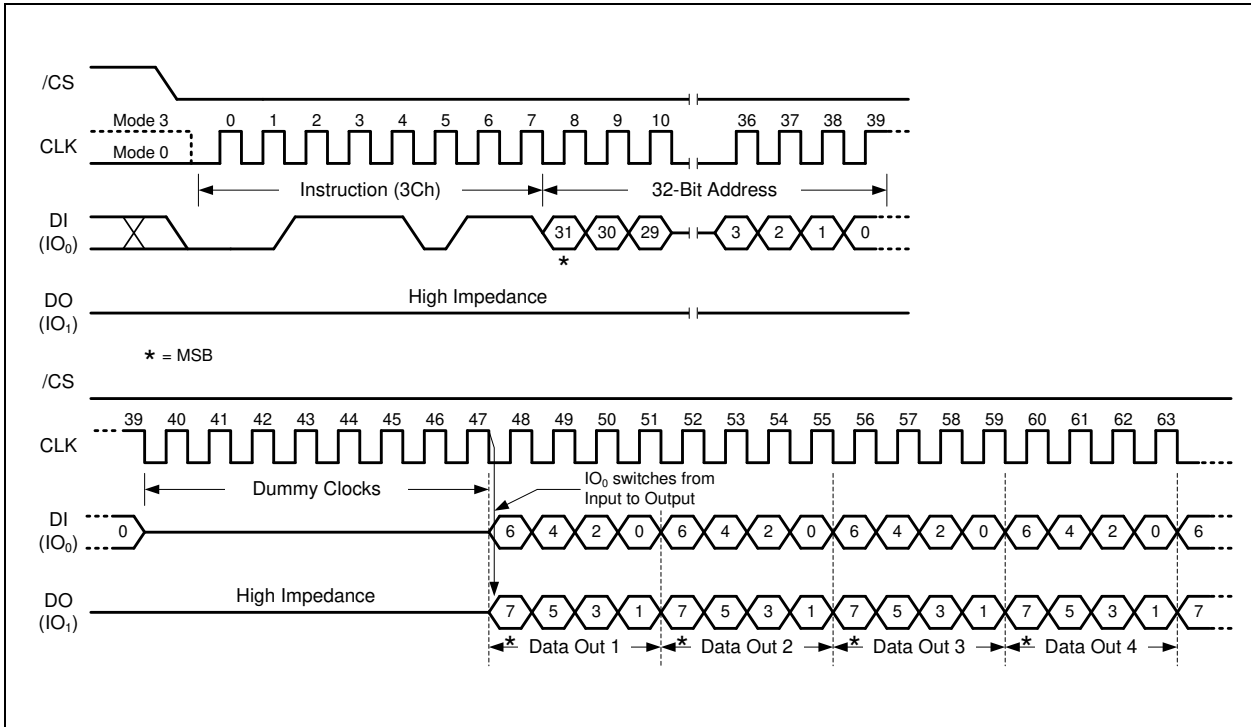 /CS
Mode 3 0 1 2 3 4 5 6 7 8 9 10 36 37 38 39
CLK
Mode 0
Instruction (3Ch) 32-Bit Address
DI
(IO0) 31 30 29 3 2 1 0
*
DO High Impedance
(IO1)
* = MSB
/CS
39 40 41 42 43 44 45 46 47 48 49 50 51 52 53 54 55 56 57 58 59 60 61 62 63
CLK
Dummy Clocks
IO0 switches from
Input to Output
DI
(IO0) 0 6 4 2 0 6 4 2 0 6 4 2 0 6 4 2 0 6
DO High Impedance
(IO1) 7 5 3 1 7 5 3 1 7 5 3 1 7 5 3 1 7
* Data Out 1 * Data Out 2 * Data Out 3 * Data Out 4